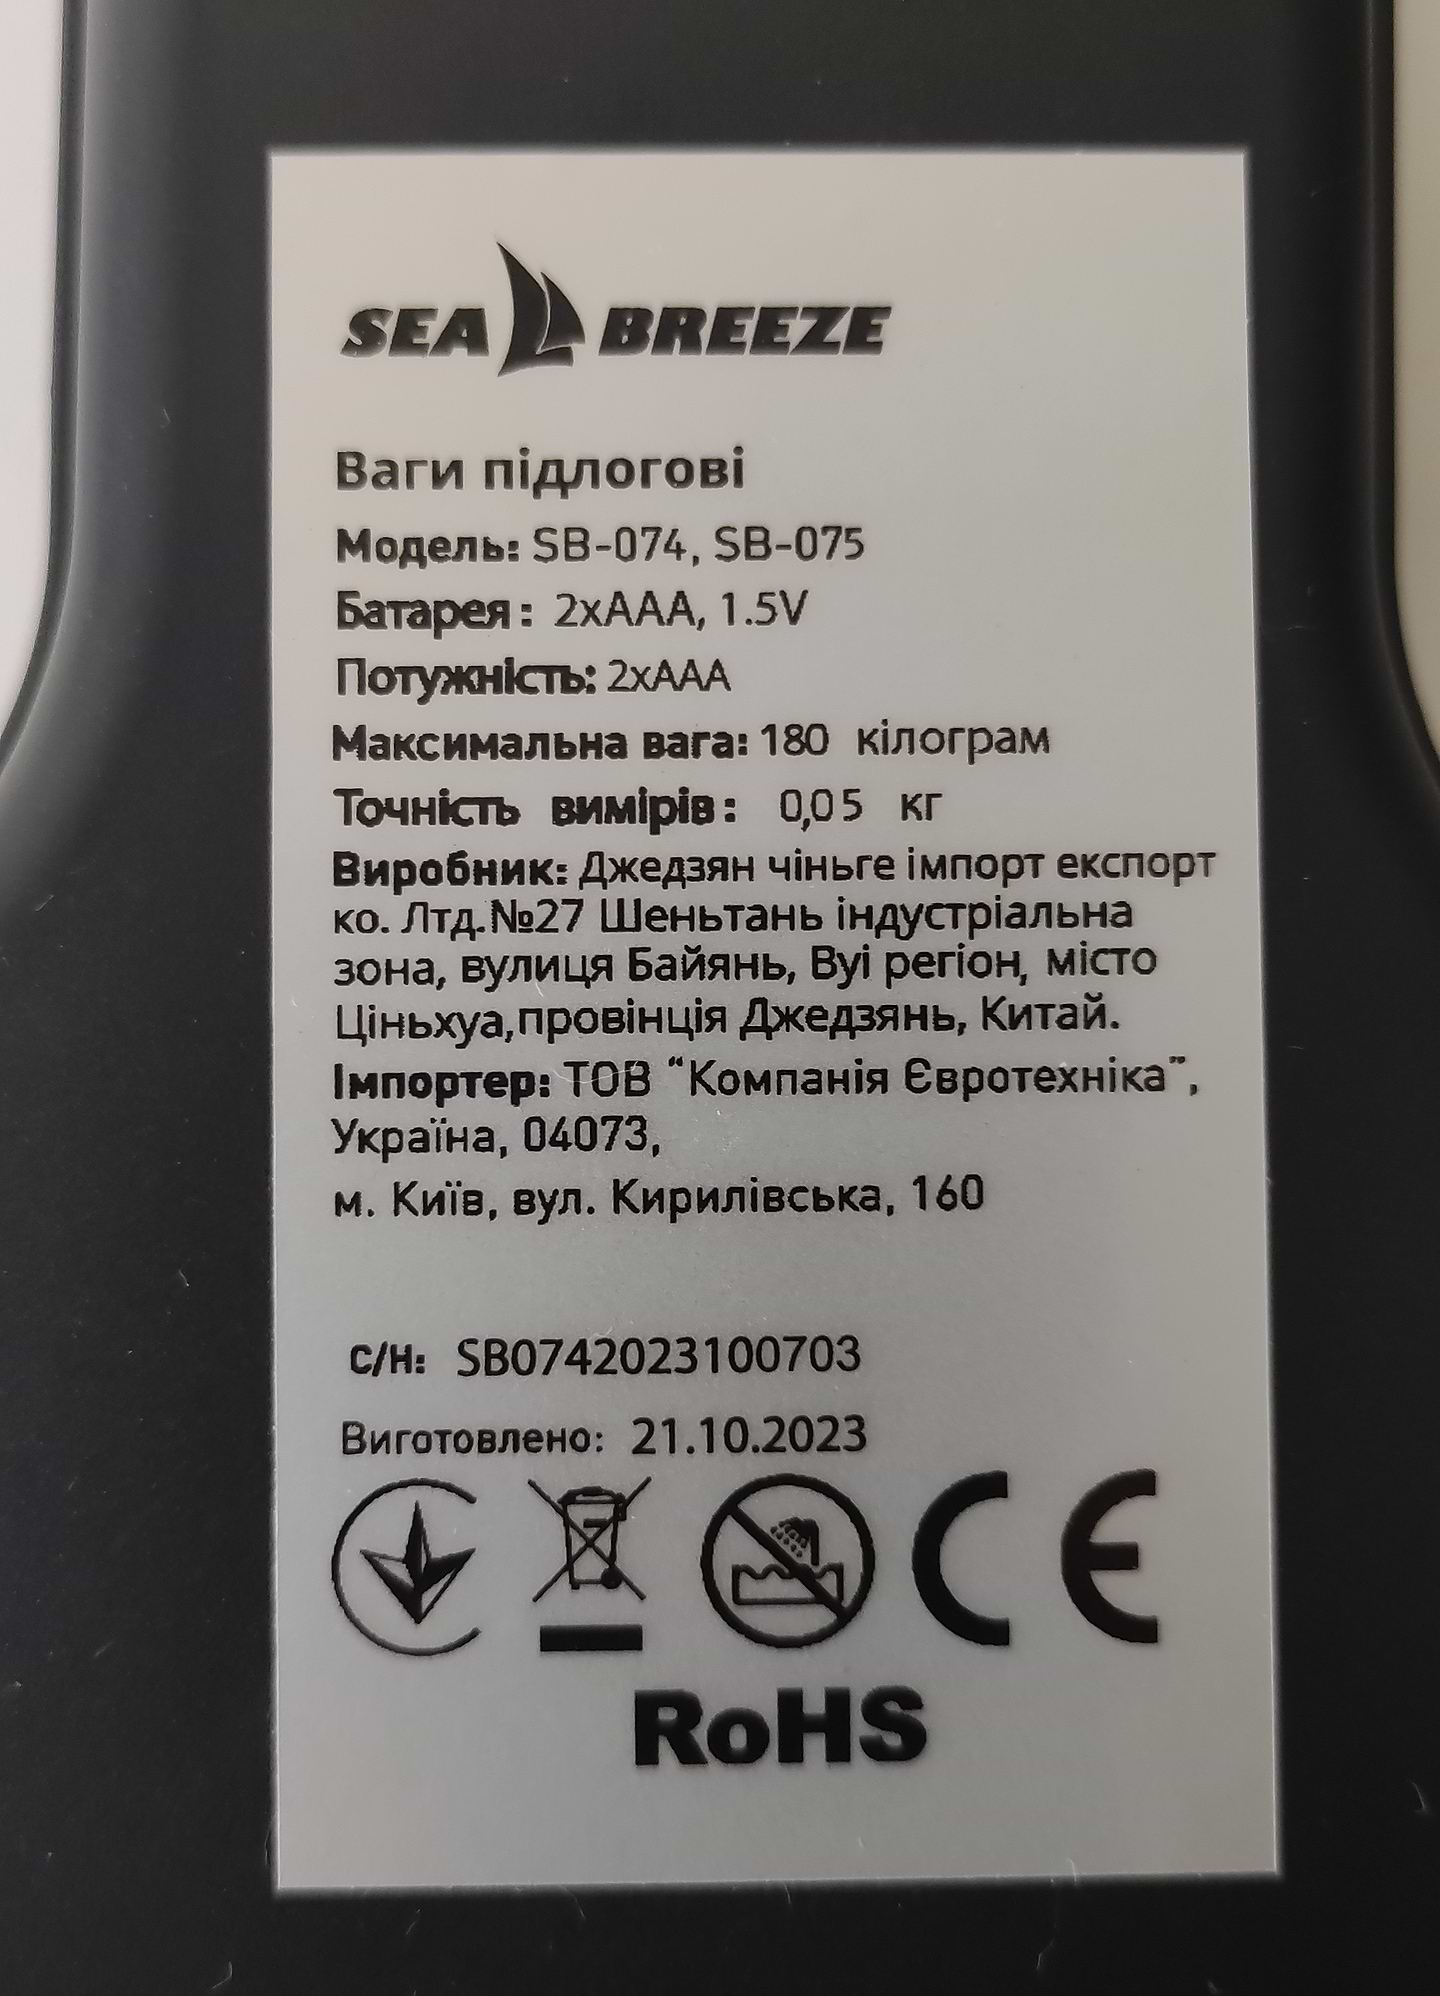 SEA BREEZE
Ваги підлогові
Модель: SB-074, SB-075
Батарея: 2xAAA, 1.5V
Потужність: 2xAAA
Максимальна вага: 180 кілограм
Точність вимірів: 0,05 кг
Виробник: Джедзян чіньге імпорт експорт
ко. Лтд.№27 Шеньтань індустріальна
зона, вулиця Байянь, Вуі регіон, місто
Ціньхуа,провінція Джедзянь, Китай.
Імпортер: ТОВ "Компанія Євротехніка",
Україна, 04073,
м. Київ, вул. Кирилівська, 160
С/Н: SB0742023100703
Виготовлено: 21.10.2023
CE
RoHS